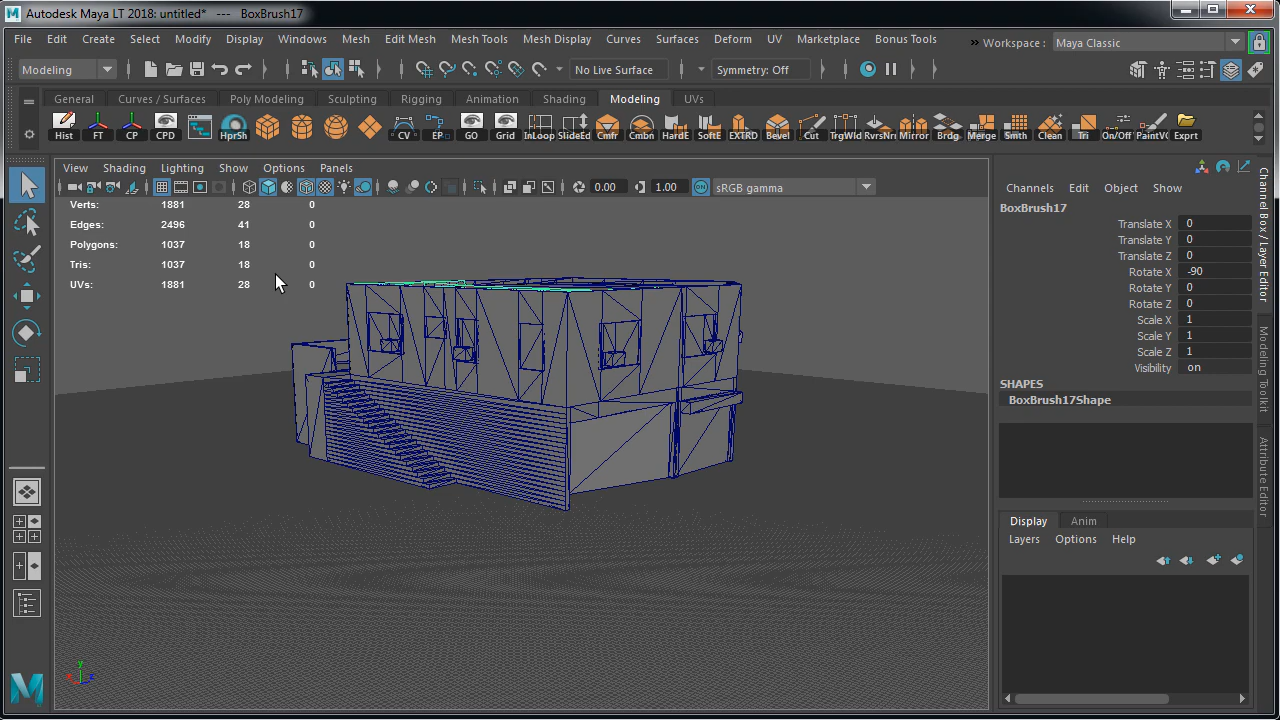 Autodesk Maya LT 2018: untitled*   ---   BoxBrush17
File Edit Create Select Modify Display Windows Mesh Edit Mesh Mesh Tools Mesh Display Curves Surfaces Deform UV Marketplace Bonus Tools » Workspace : Maya Classic
Modeling No Live Surface Symmetry: Off
General Curves / Surfaces Poly Modeling Sculpting Rigging Animation Shading Modeling UVs
Hist FT CP CPD HprSh CV EP GO Grid InLoop SlideEd Cmfr Cmbn HardE SoftE EXTRD Bevel Cut TrgWld RvrsNr Mirror Brdg Merge Smth Clean Tri On/Off PaintV Exprt
View Shading Lighting Show Options Panels
0.00 1.00 ON sRGB gamma
Verts: 1881 28 0
Edges: 2496 41 0
Polygons: 1037 18 0
Tris: 1037 18 0
UVs: 1881 28 0
y
z
Channels Edit Object Show
BoxBrush17
Translate X 0
Translate Y 0
Translate Z 0
Rotate X -90
Rotate Y 0
Rotate Z 0
Scale X 1
Scale Y 1
Scale Z 1
Visibility on
SHAPES
BoxBrush17Shape
Display Anim
Layers Options Help
Channel Box / Layer Editor
Modeling Toolkit
Attribute Editor